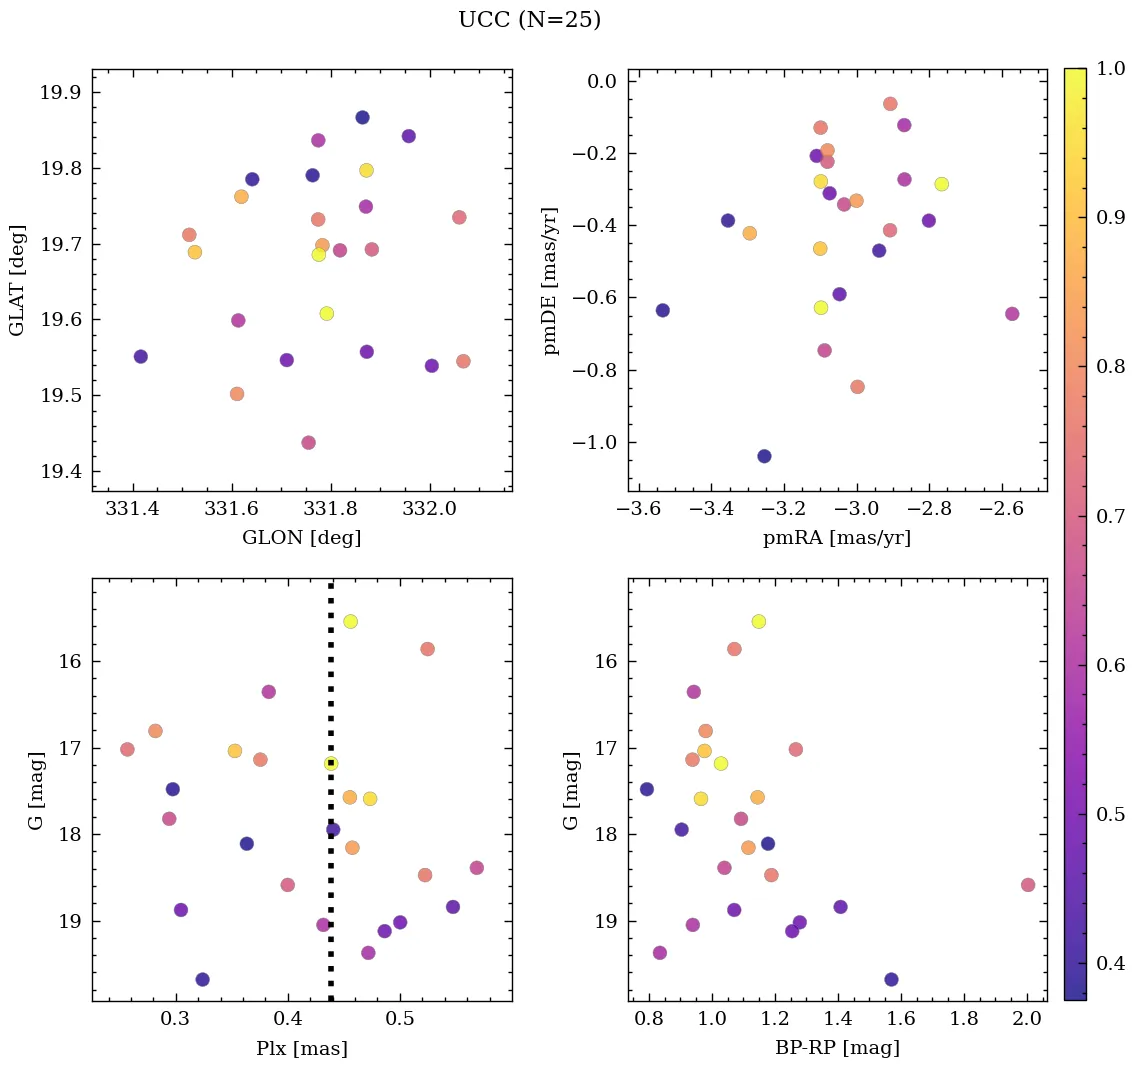 UCC (N=25)
19.9
19.8
19.7
19.6
19.5
19.4
GLAT [deg]
331.4 331.6 331.8 332.0
GLON [deg]
0.0
−0.2
−0.4
−0.6
−0.8
−1.0
pmDE [mas/yr]
−3.6 −3.4 −3.2 −3.0 −2.8 −2.6
pmRA [mas/yr]
16
17
18
19
G [mag]
0.3 0.4 0.5
Plx [mas]
16
17
18
19
G [mag]
0.8 1.0 1.2 1.4 1.6 1.8 2.0
BP-RP [mag]
1.0
0.9
0.8
0.7
0.6
0.5
0.4